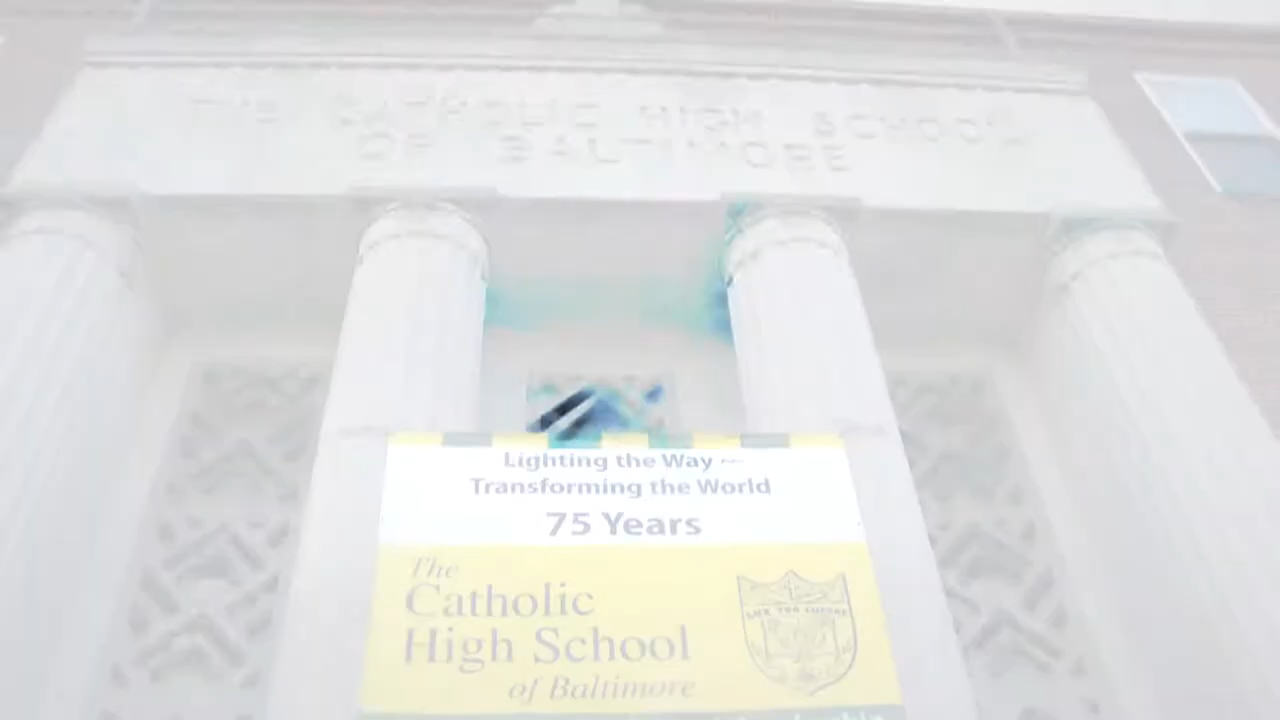 THE CATHOLIC HIGH SCHOOL
OF BALTIMORE
Lighting the Way —
Transforming the World
75 Years
The
Catholic
High School
of Baltimore